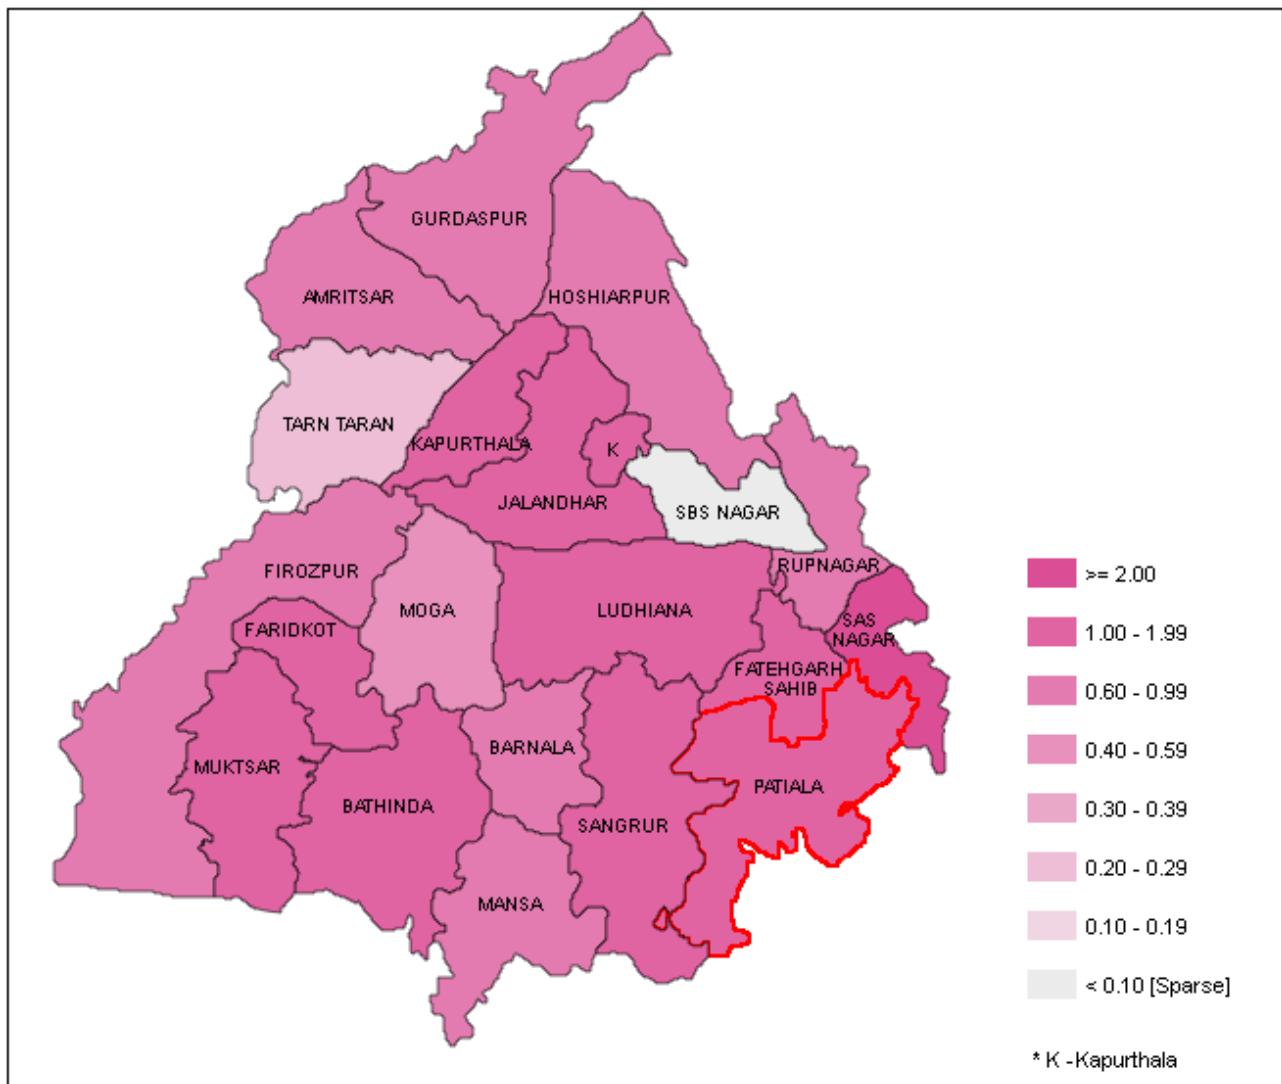 GURDASPUR
AMRITSAR
HOSHIARPUR
TARN TARAN
KAPURTHALA
K
JALANDHAR
SBS NAGAR
FIROZPUR
RUPNAGAR
MOGA
LUDHIANA
FARIDKOT
SAS
NAGAR
FATEHGARH
SAHIB
BARNALA
MUKTSAR
BATHINDA
PATIALA
SANGRUR
MANSA
>= 2.00
1.00 - 1.99
0.60 - 0.99
0.40 - 0.59
0.30 - 0.39
0.20 - 0.29
0.10 - 0.19
< 0.10 [Sparse]
* K -Kapurthala